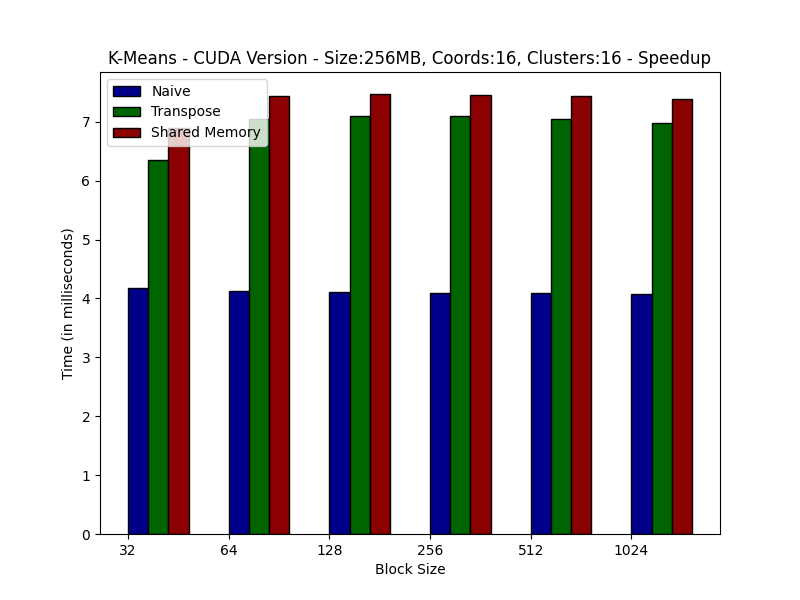 K-Means - CUDA Version - Size:256MB, Coords:16, Clusters:16 - Speedup
Naive
Transpose
Shared Memory
Time (in milliseconds)
7
6
5
4
3
2
1
0
32 64 128 256 512 1024
Block Size